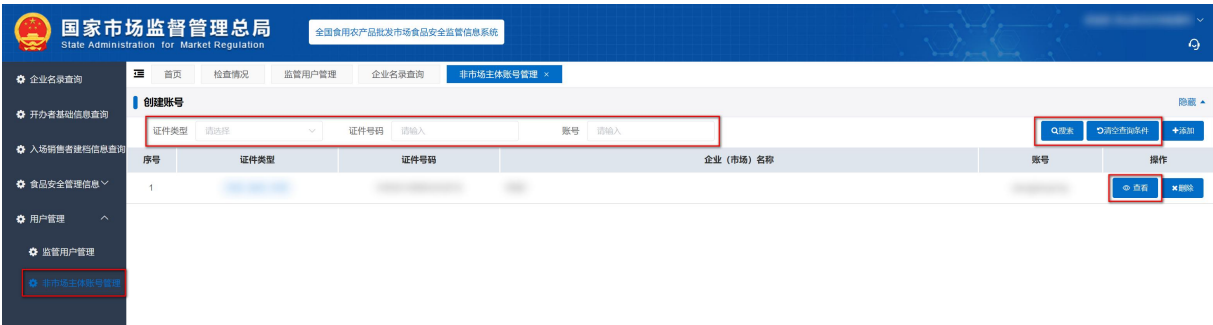 国家市场监督管理总局
State Administration for Market Regulation
全国食用农产品批发市场食品安全监管信息系统
企业名录查询
开办者基础信息查询
入场销售者建档信息查询
食品安全管理信息
用户管理
监管用户管理
非市场主体账号管理
首页 检查情况 监管用户管理 企业名录查询 非市场主体账号管理 ×
创建账号 隐藏
证件类型 请选择 证件号码 请输入 账号 请输入 搜索 清空查询条件 +添加
序号 证件类型 证件号码 企业（市场）名称 账号 操作
1 查看 ×删除